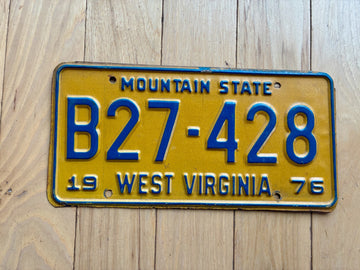 MOUNTAIN STATE
B27-428
19 WEST VIRGINIA 76